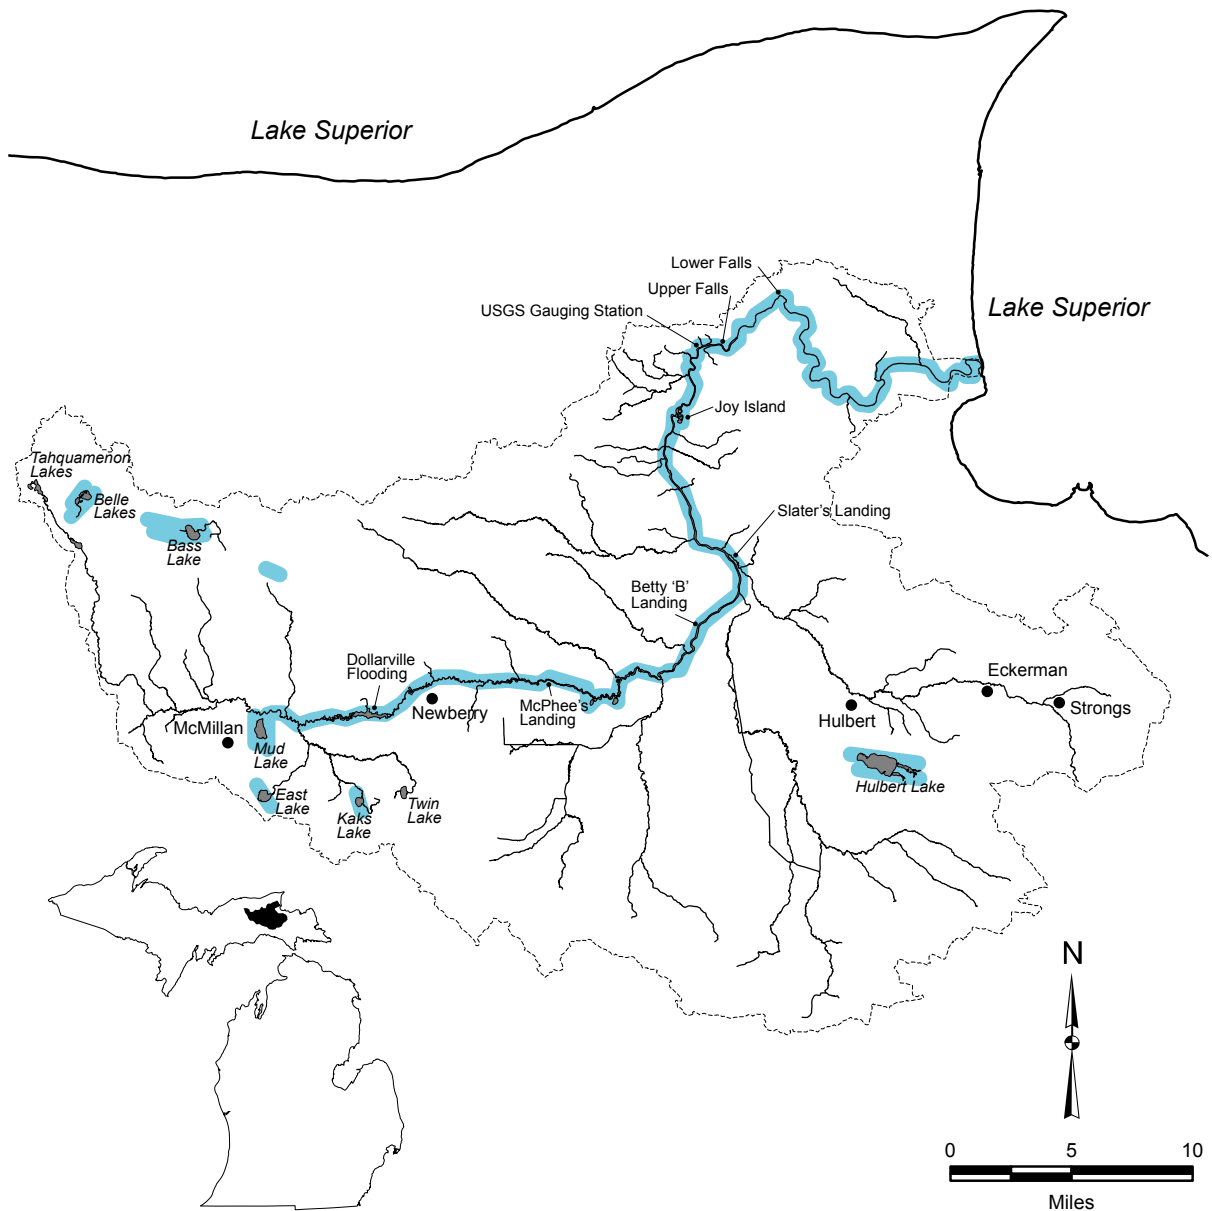 Lake Superior
Lower Falls
Upper Falls
USGS Gauging Station
Lake Superior
Joy Island
Tahquamenon
Lakes
Belle
Lakes
Slater's Landing
Bass
Lake
Betty 'B'
Landing
Dollarville
Flooding
Eckerman
McPhee's
Landing
Newberry
Strongs
Hulbert
McMillan
Mud
Lake
Hulbert Lake
East
Lake
Kaks
Lake
Twin
Lake
N
0 5 10
Miles